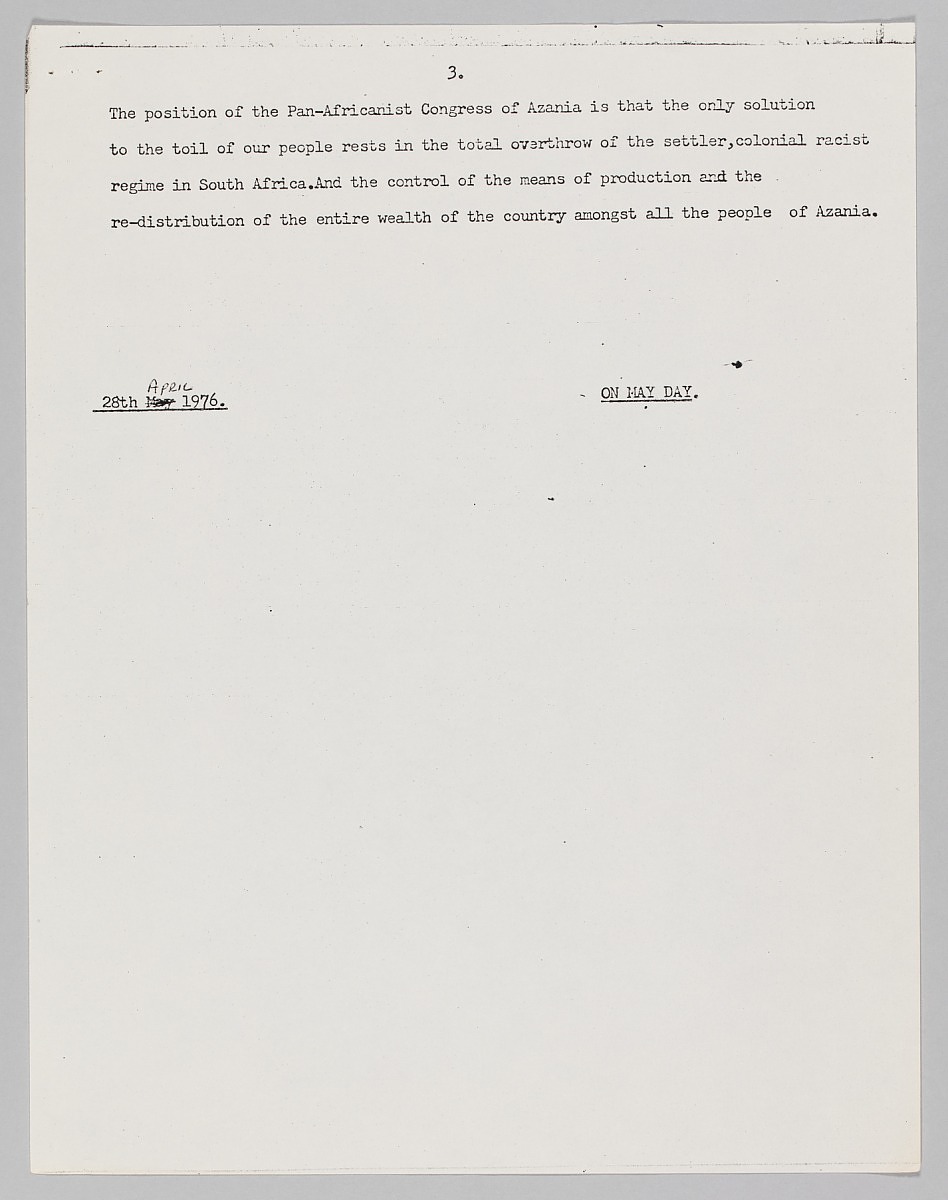 3.
The position of the Pan-Africanist Congress of Azania is that the only solution
to the toil of our people rests in the total overthrow of the settler,colonial racist
regime in South Africa.And the control of the means of production and the
re-distribution of the entire wealth of the country amongst all the people of Azania.
APRIL
28th May 1976.
ON MAY DAY.